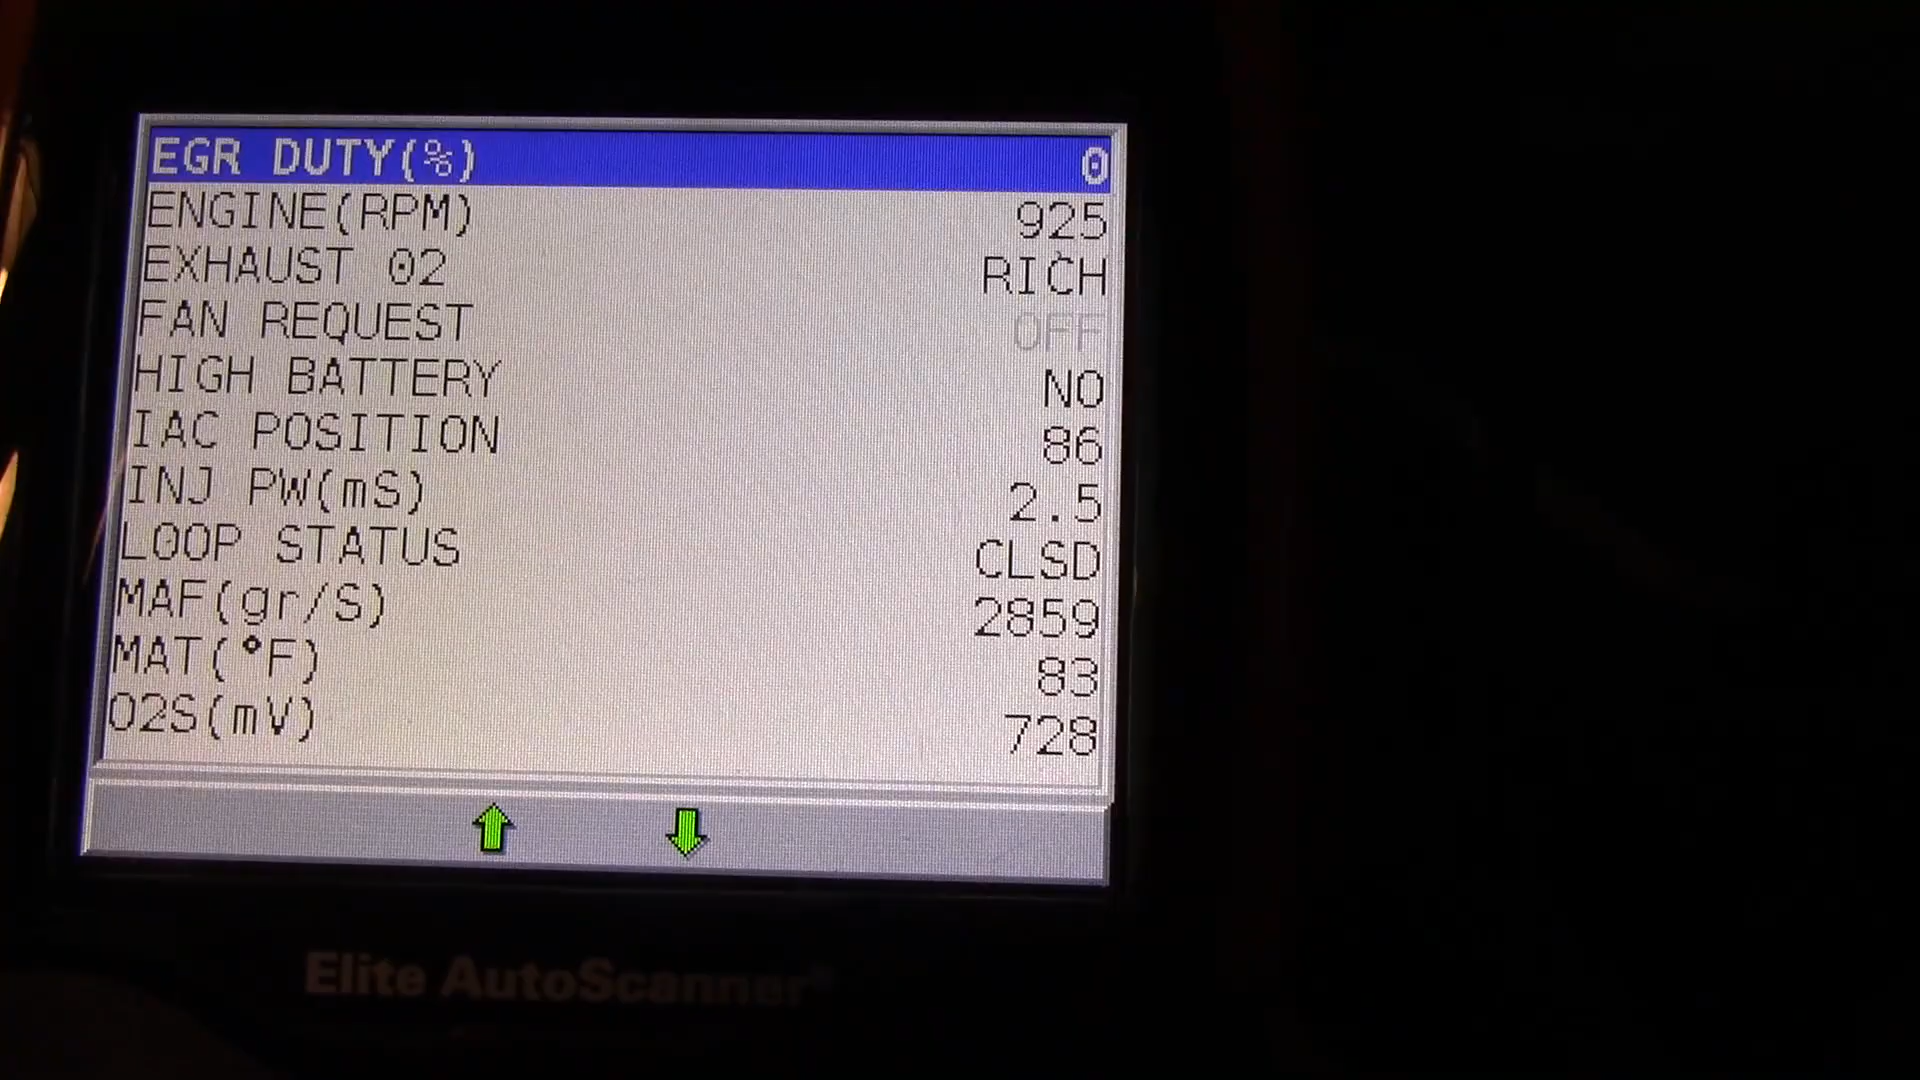 EGR DUTY(%) 0
ENGINE(RPM) 925
EXHAUST 02 RICH
FAN REQUEST OFF
HIGH BATTERY NO
IAC POSITION 86
INJ PW(mS) 2.5
LOOP STATUS CLSD
MAF(gr/S) 2859
MAT(°F) 83
O2S(mV) 728
Elite AutoScanner®